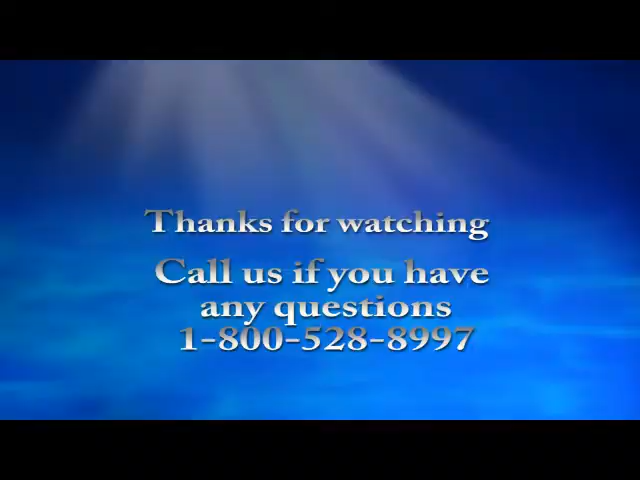 Thanks for watching
Call us if you have
any questions
1-800-528-8997